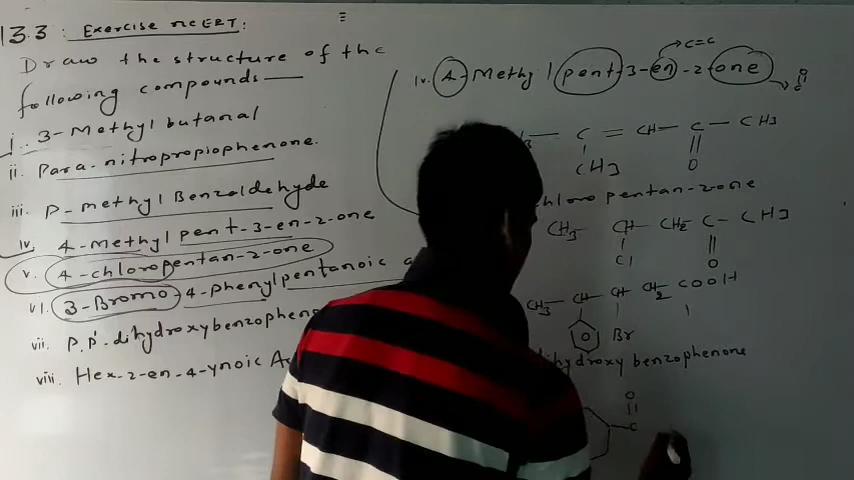 13.3 : Exercise NCERT:
Draw the structure of the
following compounds —
i. 3-Methyl butanal
ii. Para-nitropropiophenone.
iii. P-methyl Benzaldehyde
iv. 4-methyl pent-3-en-2-one
v. 4-chloropentan-2-one
vi. 3-Bromo-4-phenylpentanoic a
vii. P,P'-dihydroxybenzophen
viii. Hex-2-en-4-ynoic A
C=C
iv. 4-Methyl pent-3-en-2-one
O
C
3 — C = CH — C — CH3
(CH3 O
chloro pentan-2one
CH3 CH — CH2 C — CH3
Cl O
CH3 — CH — CH CH2 COOH
Br
dihydroxy benzophenone
O
C